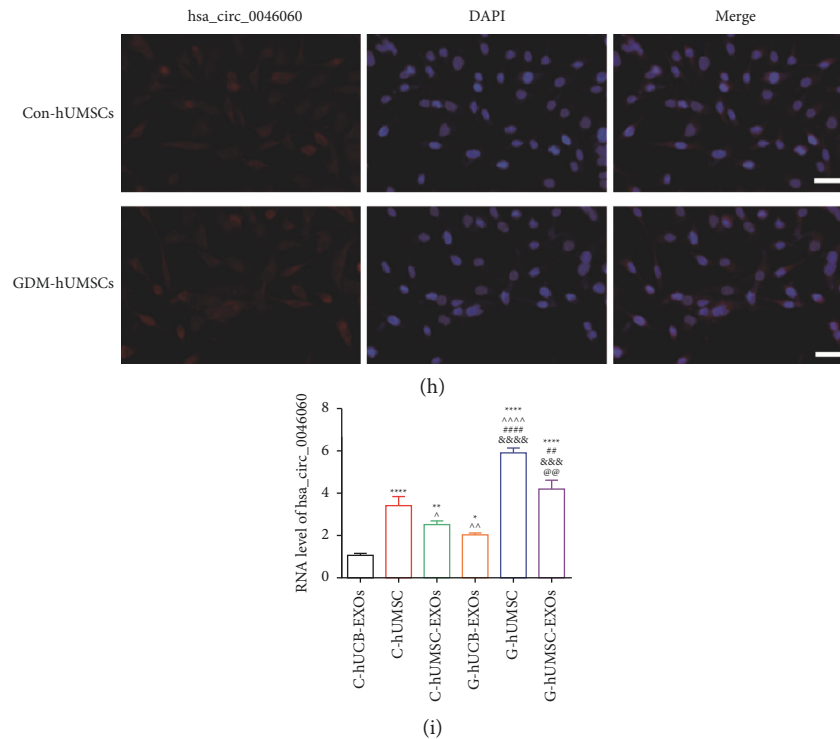 hsa_circ_0046060 DAPI Merge
Con-hUMSCs
GDM-hUMSCs
(h)
RNA level of hsa_circ_0046060
8
6
4
2
0
****
**
^
*
^^
****
^^^^
####
&&&&
****
##
&&&
@@
C-hUCB-EXOs
C-hUMSC
C-hUMSC-EXOs
G-hUCB-EXOs
G-hUMSC
G-hUMSC-EXOs
(i)